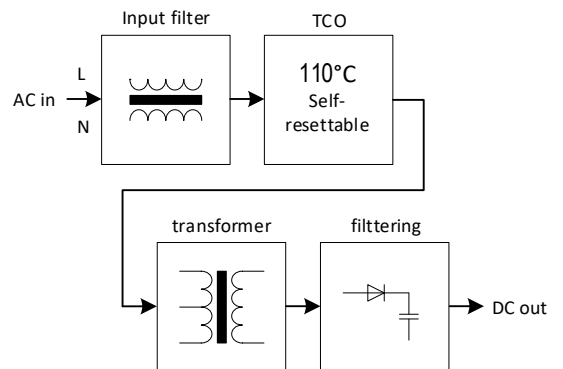 Input filter
TCO
L
AC in
N
110°C
Self-
resettable
transformer
filttering
DC out